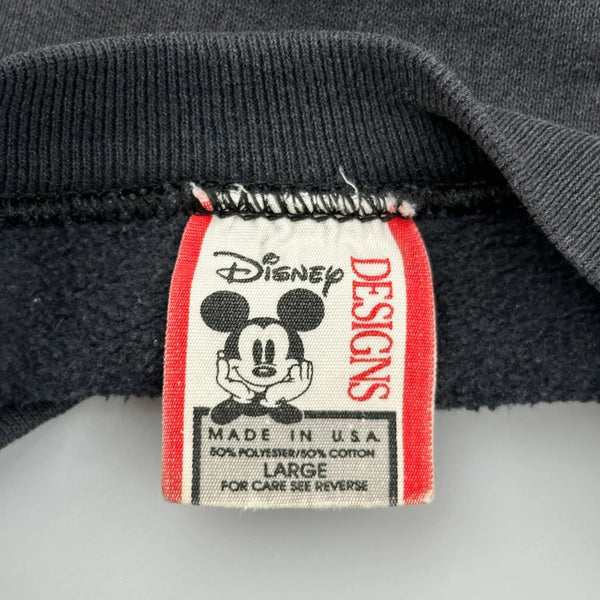 Disney
DESIGNS
MADE IN U.S.A.
50% POLYESTER/50% COTTON
LARGE
FOR CARE SEE REVERSE